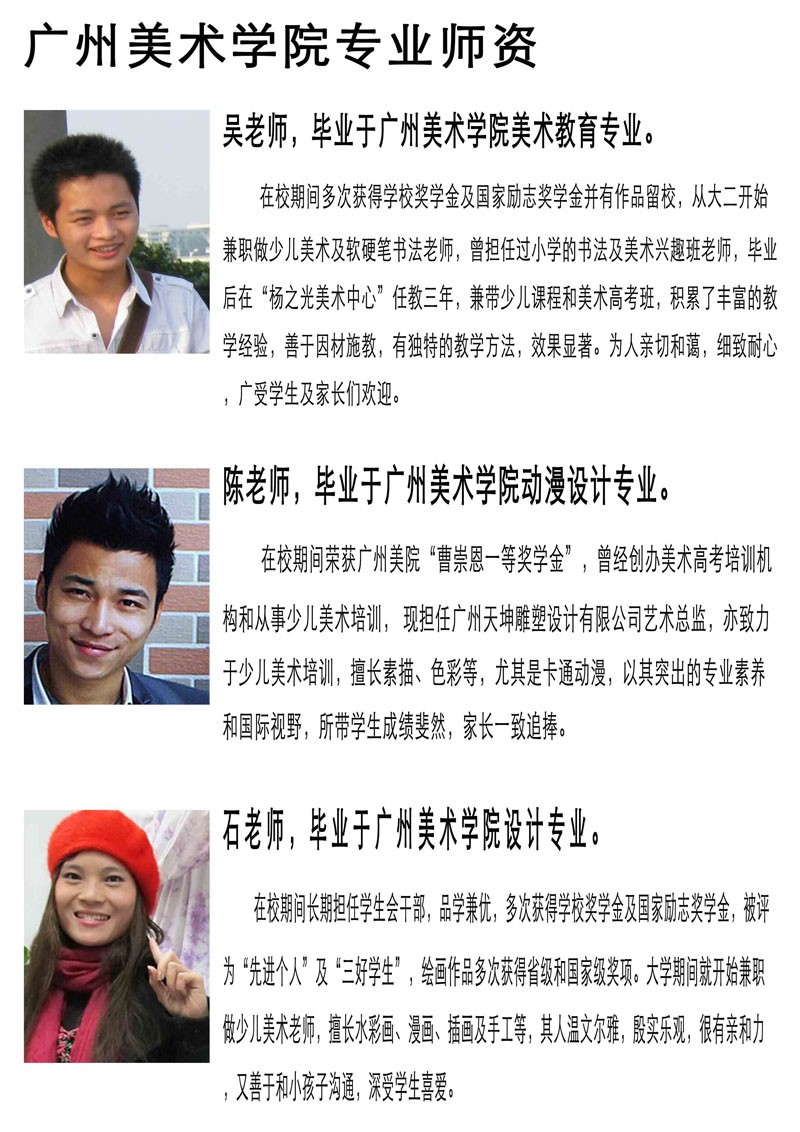 广州美术学院专业师资
吴老师，毕业于广州美术学院美术教育专业。
在校期间多次获得学校奖学金及国家励志奖学金并有作品留校，从大二开始
兼职做少儿美术及软硬笔书法老师，曾担任过小学的书法及美术兴趣班老师，毕业
后在“杨之光美术中心”任教三年，兼带少儿课程和美术高考班，积累了丰富的教
学经验，善于因材施教，有独特的教学方法，效果显著。为人亲切和蔼，细致耐心
，广受学生及家长们欢迎。
陈老师，毕业于广州美术学院动漫设计专业。
在校期间荣获广州美院“曹崇恩一等奖学金”，曾经创办美术高考培训机
构和从事少儿美术培训， 现担任广州天坤雕塑设计有限公司艺术总监，亦致力
于少儿美术培训，擅长素描、色彩等，尤其是卡通动漫，以其突出的专业素养
和国际视野，所带学生成绩斐然，家长一致追捧。
石老师，毕业于广州美术学院设计专业。
在校期间长期担任学生会干部，品学兼优，多次获得学校奖学金及国家励志奖学金，被评
为“先进个人”及“三好学生”，绘画作品多次获得省级和国家级奖项。大学期间就开始兼职
做少儿美术老师，擅长水彩画、漫画、插画及手工等，其人温文尔雅，殷实乐观，很有亲和力
，又善于和小孩子沟通，深受学生喜爱。